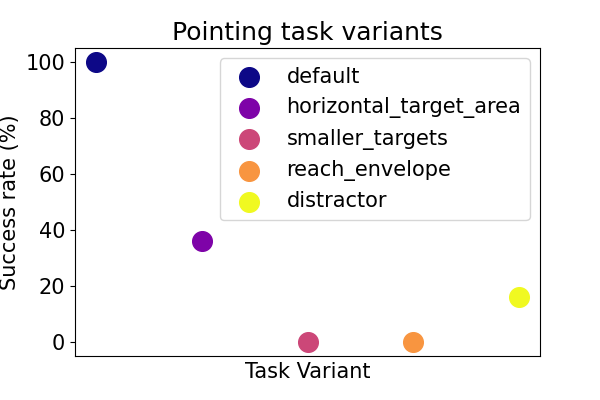 Pointing task variants
100
80
60
40
20
0
Success rate (%)
default
horizontal_target_area
smaller_targets
reach_envelope
distractor
Task Variant